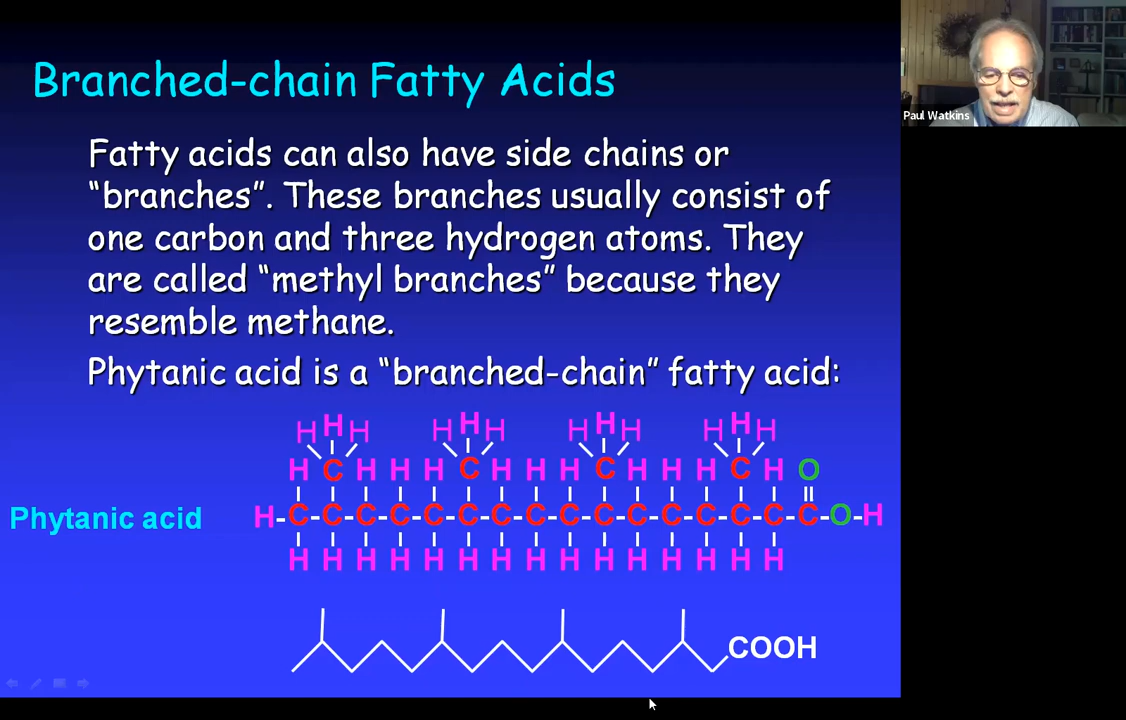 Branched-chain Fatty Acids
Paul Watkins
Fatty acids can also have side chains or
“branches”. These branches usually consist of
one carbon and three hydrogen atoms. They
are called “methyl branches” because they
resemble methane.
Phytanic acid is a “branched-chain” fatty acid:
H H H H H H H H H H H H
H C H H H C H H H C H H H C H O
Phytanic acid H-C-C-C-C-C-C-C-C-C-C-C-C-C-C-C-C-O-H
H H H H H H H H H H H H H H H
COOH